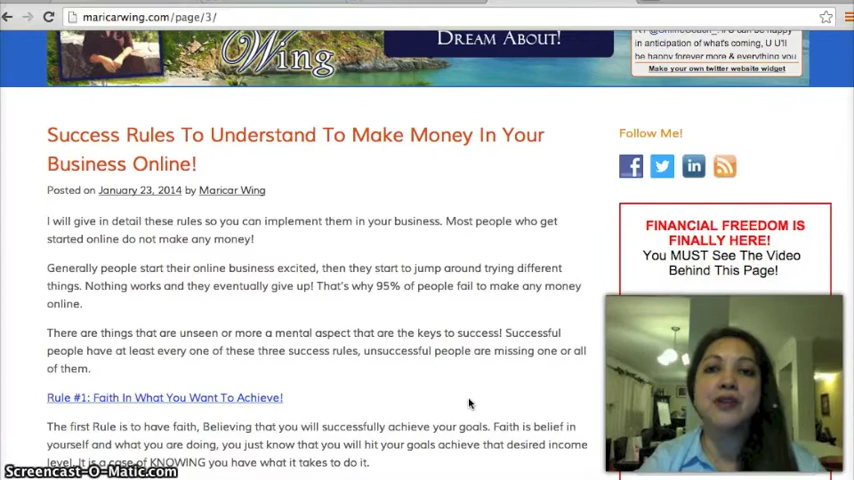 maricarwing.com/page/3/
Wing
DREAM ABOUT!
in anticipation of what's coming, U U'll
be happy forever more & everything you
Make your own twitter website widget
Success Rules To Understand To Make Money In Your
Business Online!
Follow Me!
Posted on January 23, 2014 by Maricar Wing
I will give in detail these rules so you can implement them in your business. Most people who get
started online do not make any money!
FINANCIAL FREEDOM IS
FINALLY HERE!
You MUST See The Video
Behind This Page!
Generally people start their online business excited, then they start to jump around trying different
things. Nothing works and they eventually give up! That's why 95% of people fail to make any money
online.
There are things that are unseen or more a mental aspect that are the keys to success! Successful
people have at least every one of these three success rules, unsuccessful people are missing one or all
of them.
Rule #1: Faith In What You Want To Achieve!
The first Rule is to have faith, Believing that you will successfully achieve your goals. Faith is belief in
yourself and what you are doing, you just know that you will hit your goals achieve that desired income
level. It is a case of KNOWING you have what it takes to do it.
Screencast-O-Matic.com